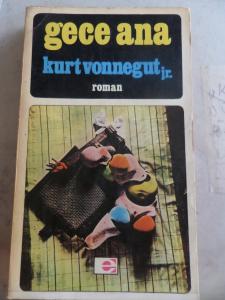 gece ana
kurt vonnegut jr.
roman
e